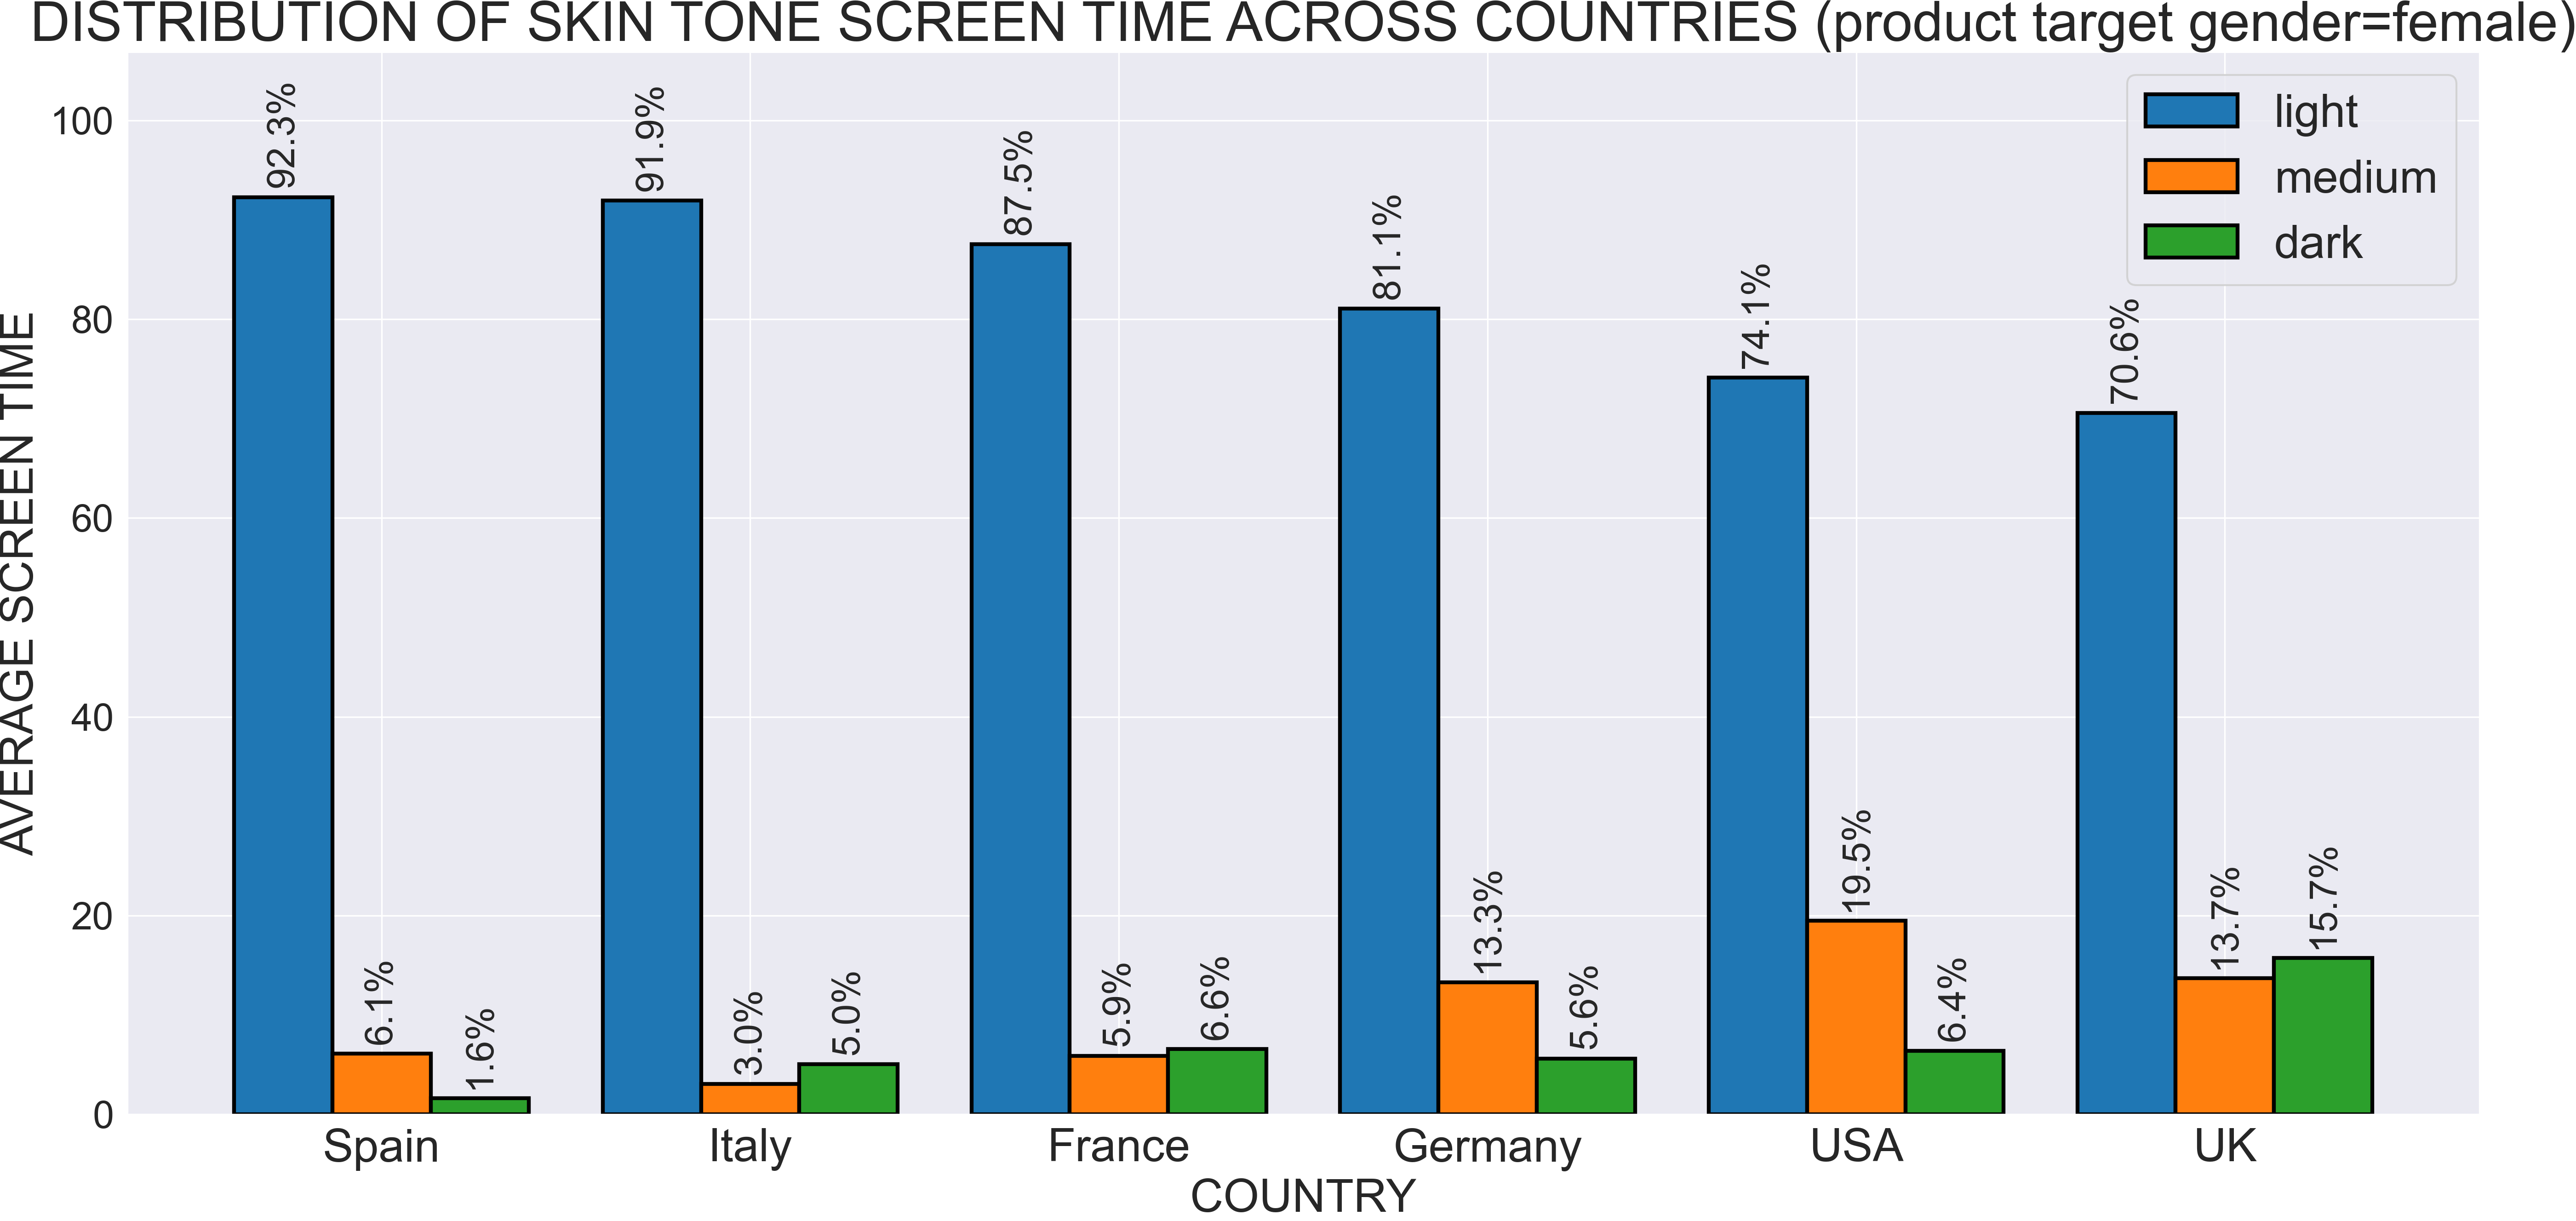 DISTRIBUTION OF SKIN TONE SCREEN TIME ACROSS COUNTRIES (product target gender=female)
light
medium
dark
AVERAGE SCREEN TIME
100
80
60
40
20
0
92.3%
6.1%
1.6%
91.9%
3.0%
5.0%
87.5%
5.9%
6.6%
81.1%
13.3%
5.6%
74.1%
19.5%
6.4%
70.6%
13.7%
15.7%
Spain
Italy
France
Germany
USA
UK
COUNTRY